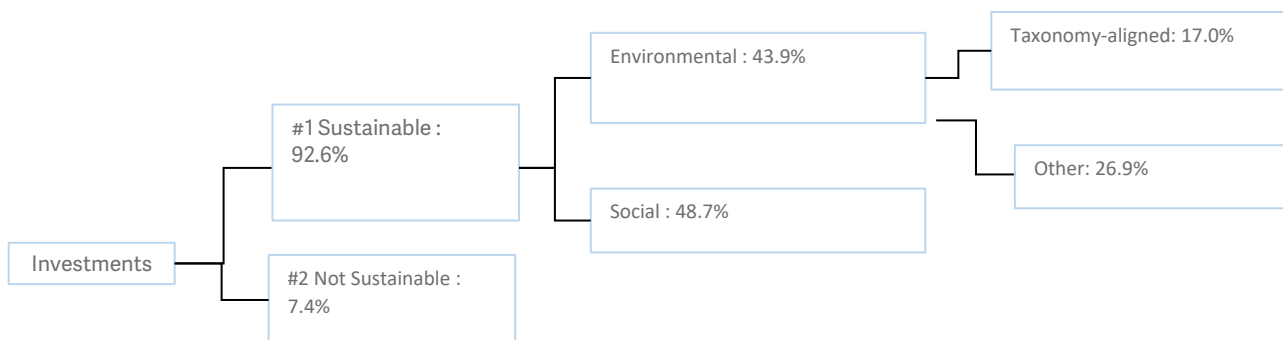 Investments
#1 Sustainable :
92.6%
#2 Not Sustainable :
7.4%
Environmental : 43.9%
Social : 48.7%
Taxonomy-aligned: 17.0%
Other: 26.9%